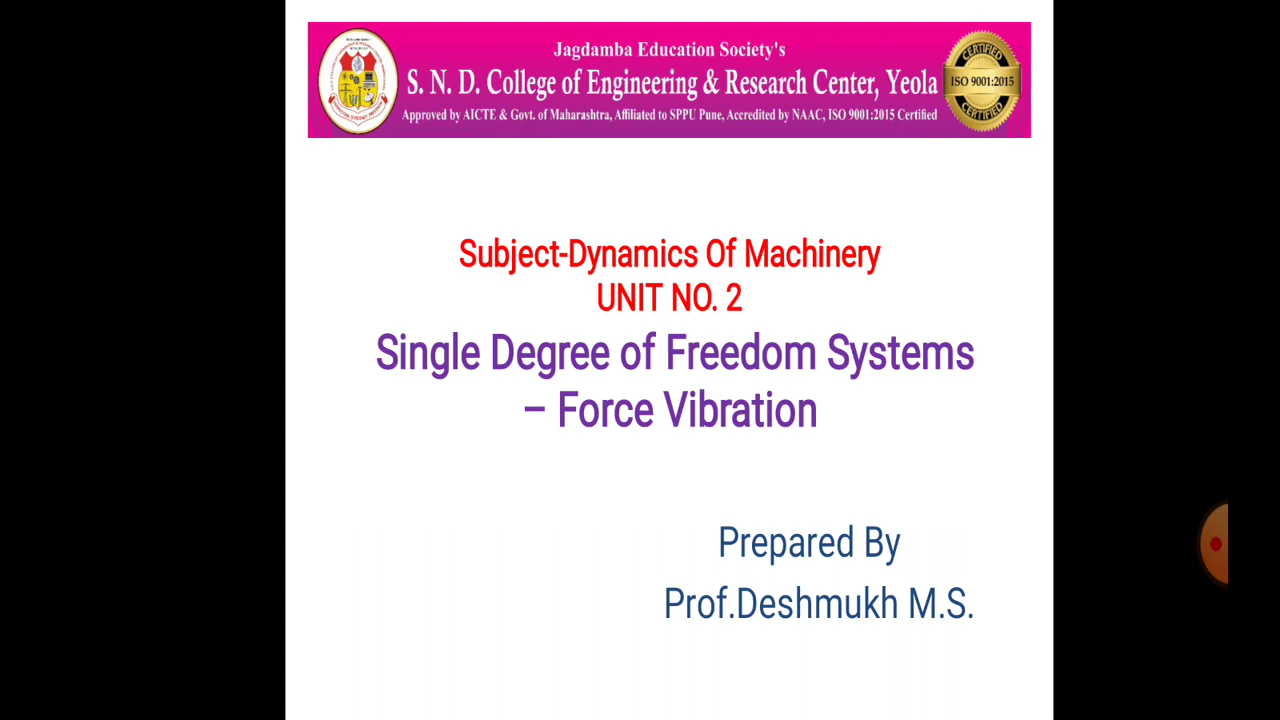 Jagdamba Education Society's
S. N. D. College of Engineering & Research Center, Yeola
Approved by AICTE & Govt. of Maharashtra, Affiliated to SPPU Pune, Accredited by NAAC, ISO 9001:2015 Certified
CERTIFIED
ISO 9001:2015
CERTIFIED
Subject-Dynamics Of Machinery
UNIT NO. 2
Single Degree of Freedom Systems
– Force Vibration
Prepared By
Prof.Deshmukh M.S.